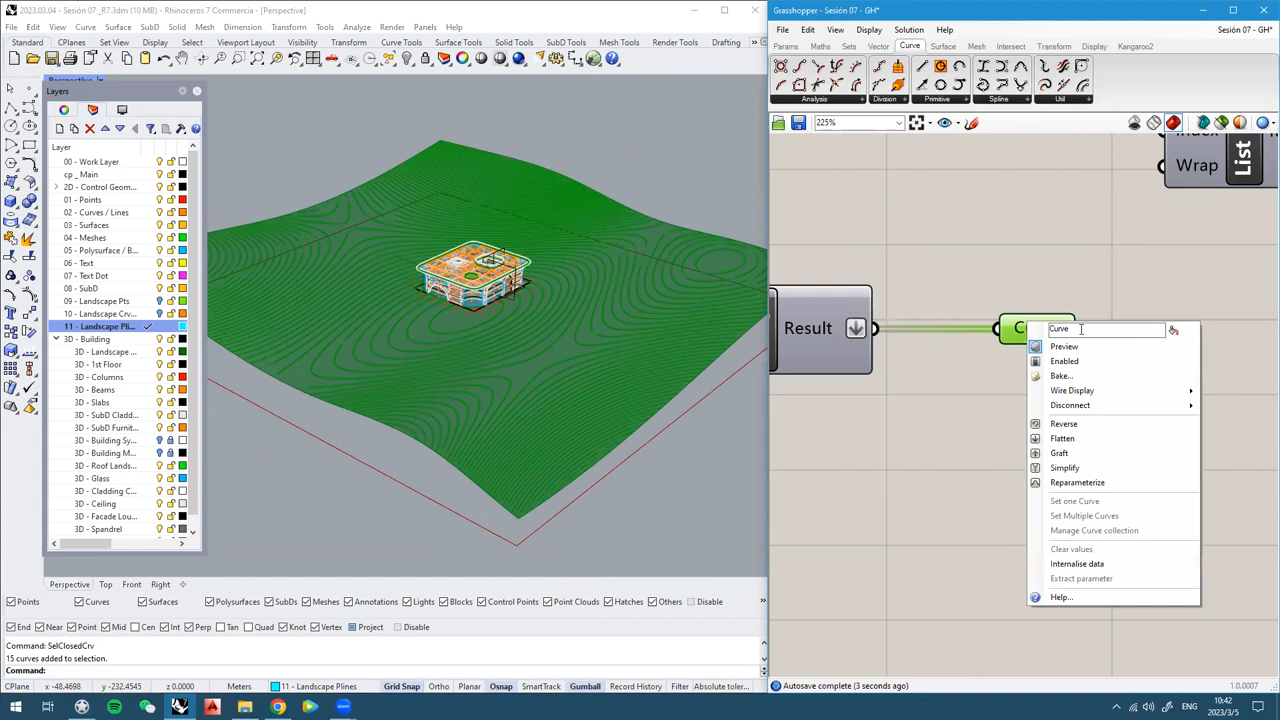 2023.03.04 - Sesión 07_R7.3dm (10 MB) - Rhinoceros 7 Commercia - [Perspective]
File Edit View Curve Surface SubD Solid Mesh Dimension Transform Tools Analyze Render Panels Help
Standard CPlanes Set View Display Select Viewport Layout Visibility Transform Curve Tools Surface Tools Solid Tools SubD Tools Mesh Tools Render Tools Drafting
Perspective
Layers
Layer
00 - Work Layer
cp _ Main
2D - Control Geom...
01 - Points
02 - Curves / Lines
03 - Surfaces
04 - Meshes
05 - Polysurface / B...
06 - Text
07 - Text Dot
08 - SubD
09 - Landscape Pts
10 - Landscape Crv...
11 - Landscape Pli...
3D - Building
3D - Landscape ...
3D - 1st Floor
3D - Columns
3D - Beams
3D - Slabs
3D - SubD Cladd...
3D - SubD Furnit...
3D - Building Sy...
3D - Building M...
3D - Roof Lands...
3D - Glass
3D - Cladding C...
3D - Ceiling
3D - Facade Lou...
3D - Spandrel
Perspective Top Front Right
Points Curves Surfaces Polysurfaces SubDs Meshes Annotations Lights Blocks Control Points Point Clouds Hatches Others Disable
End Near Point Mid Cen Int Perp Tan Quad Knot Vertex Project Disable
Command: SelClosedCrv
15 curves added to selection.
Command:
CPlane x -48.4698 y -232.4545 z 0.0000 Meters 11 - Landscape Plines Grid Snap Ortho Planar Osnap SmartTrack Gumball Record History Filter Absolute toler...
Grasshopper - Sesión 07 - GH*
File Edit View Display Solution Help Sesión 07 - GH*
Params Maths Sets Vector Curve Surface Mesh Intersect Transform Display Kangaroo2
Analysis Division Primitive Spline Util
225%
Wrap
List
Result
Curve
Preview
Enabled
Bake...
Wire Display
Disconnect
Reverse
Flatten
Graft
Simplify
Reparameterize
Set one Curve
Set Multiple Curves
Manage Curve collection
Clear values
Internalise data
Extract parameter
Help...
Autosave complete (3 seconds ago)
1.0.0007
ENG
10:42
2023/3/5